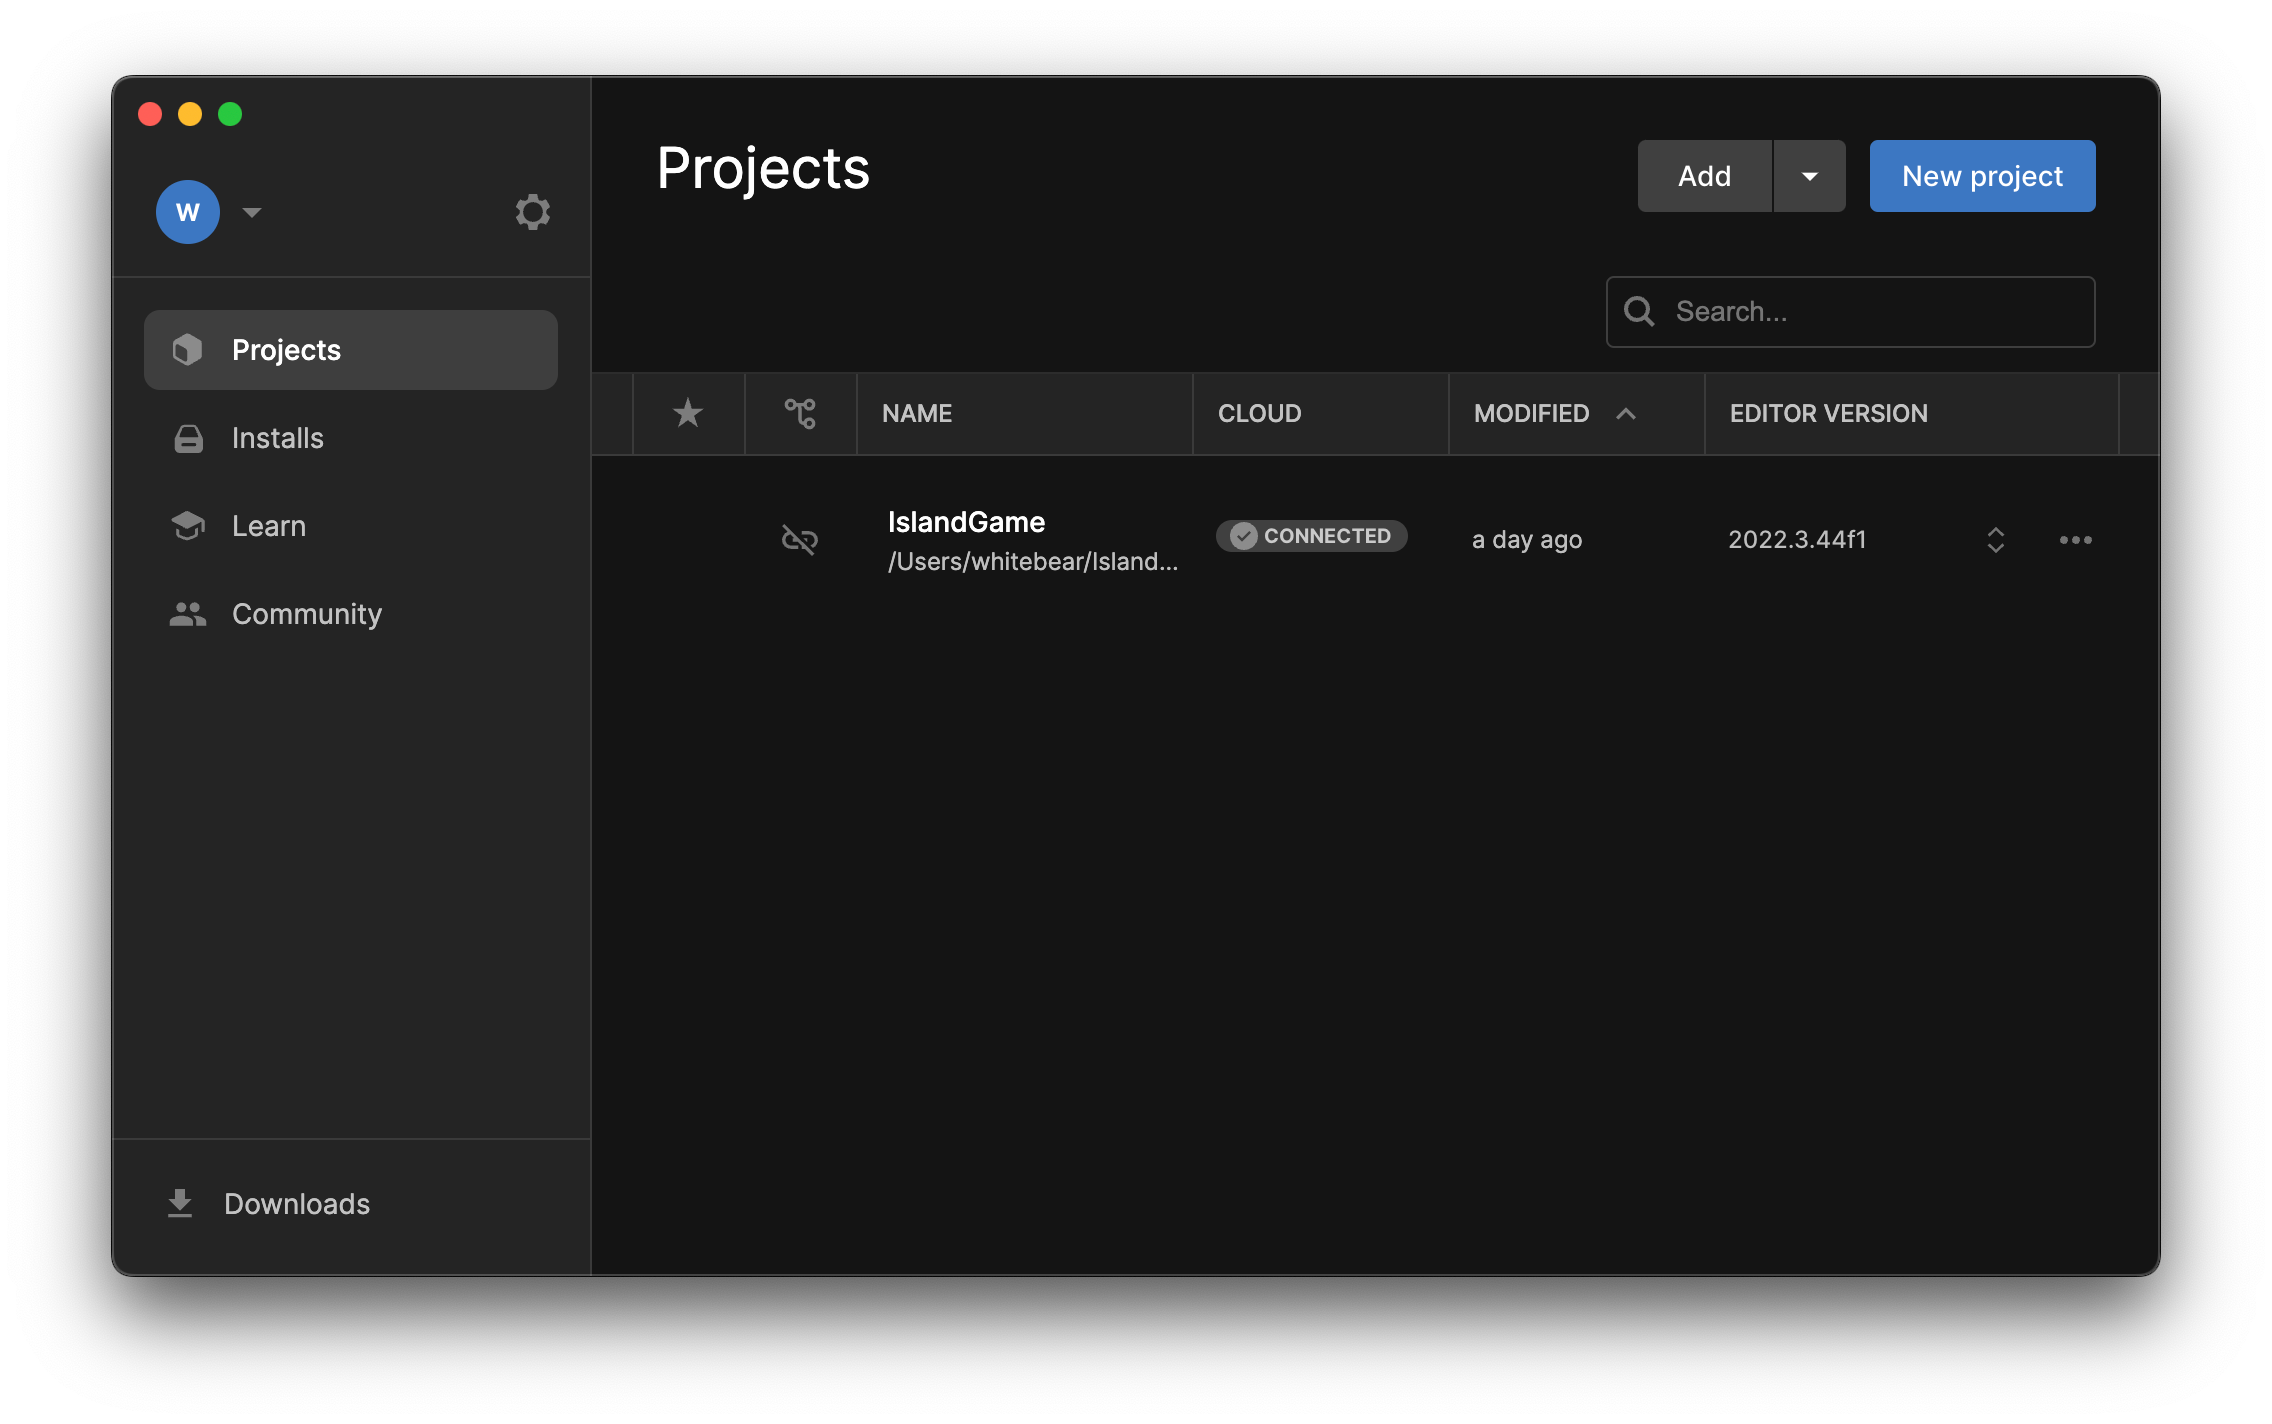 W
Projects
Installs
Learn
Community
Downloads
Projects
Add
New project
Search...
NAME
CLOUD
MODIFIED
EDITOR VERSION
IslandGame
/Users/whitebear/Island...
CONNECTED
a day ago
2022.3.44f1